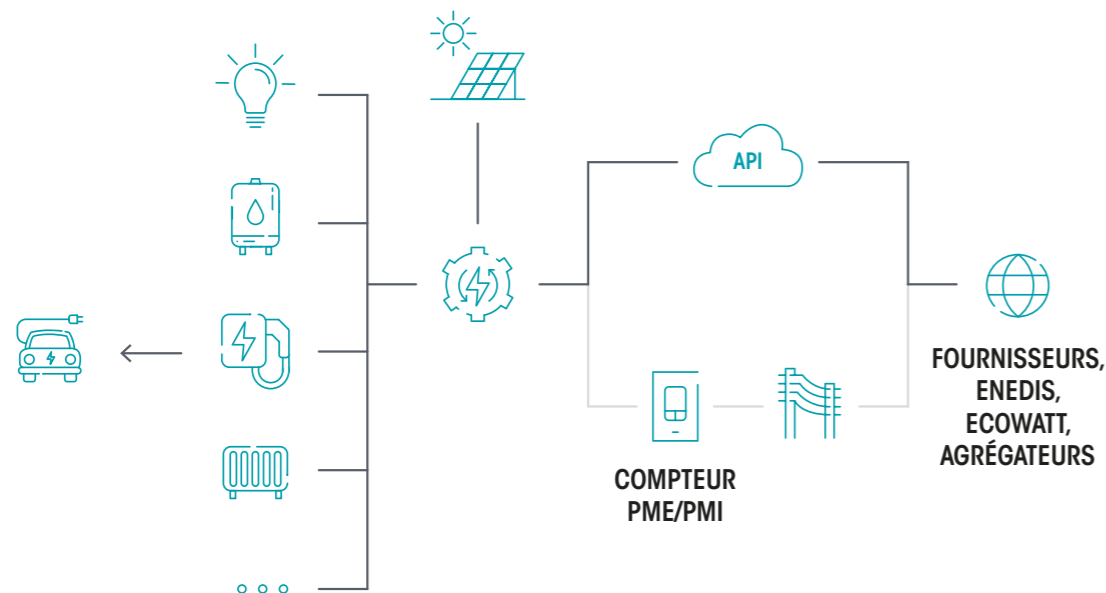 API
FOURNISSEURS,
ENEDIS,
ECOWATT,
AGRÉGATEURS
COMPTEUR
PME/PMI